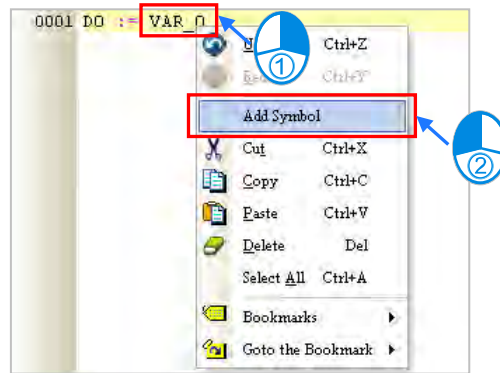 0001 DO := VAR_0
① Ctrl+Z
Ctrl+Y
Add Symbol
②
Cut Ctrl+X
Copy Ctrl+C
Paste Ctrl+V
Delete Del
Select All Ctrl+A
Bookmarks
Goto the Bookmark